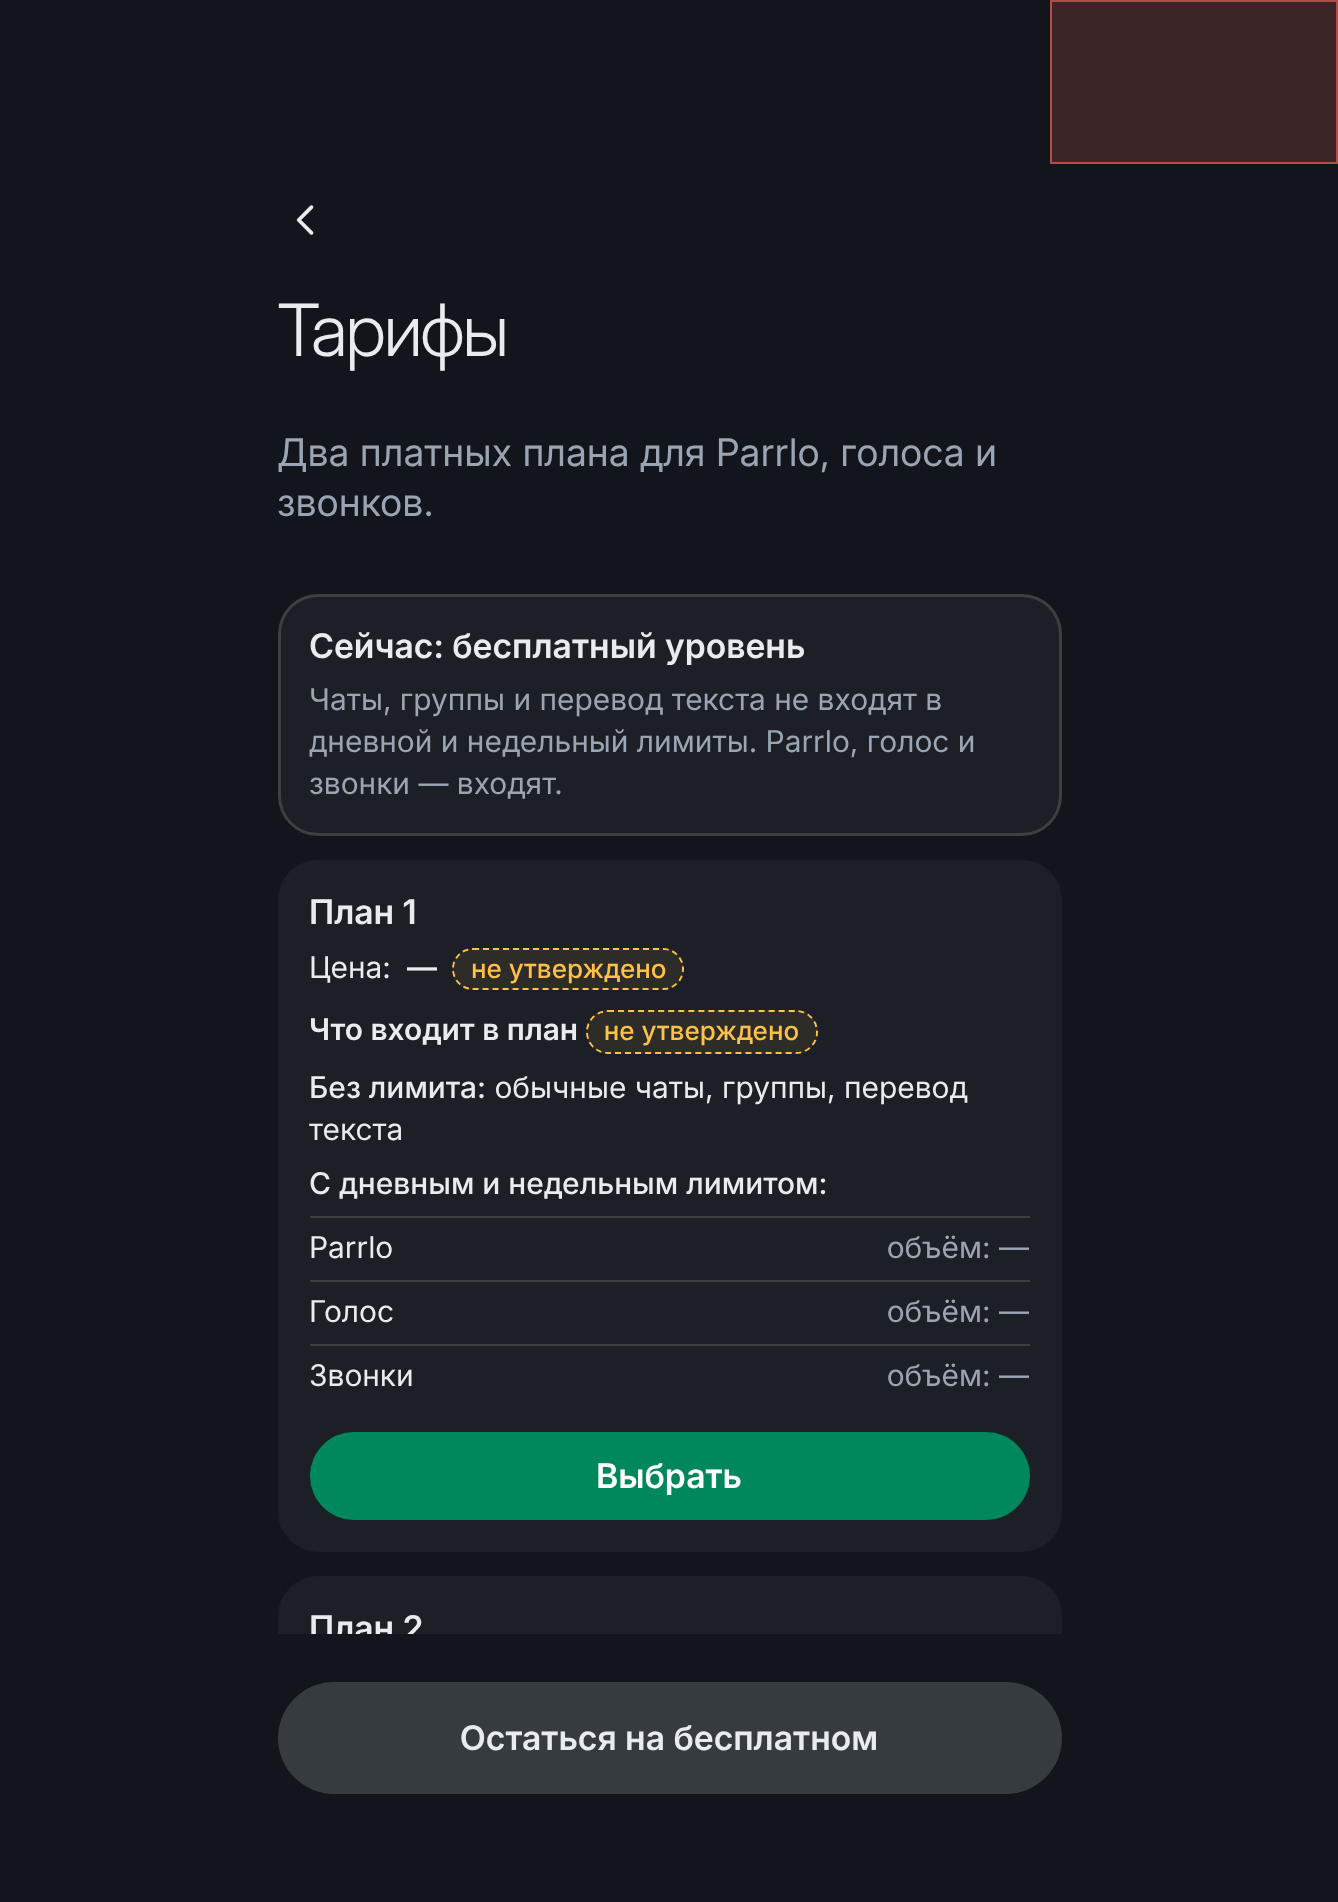 Тарифы
Два платных плана для Parrlo, голоса и
звонков.
Сейчас: бесплатный уровень
Чаты, группы и перевод текста не входят в
дневной и недельный лимиты. Parrlo, голос и
звонки — входят.
План 1
Цена: — не утверждено
Что входит в план не утверждено
Без лимита: обычные чаты, группы, перевод
текста
С дневным и недельным лимитом:
Parrlo объём: —
Голос объём: —
Звонки объём: —
Выбрать
План 2
Остаться на бесплатном